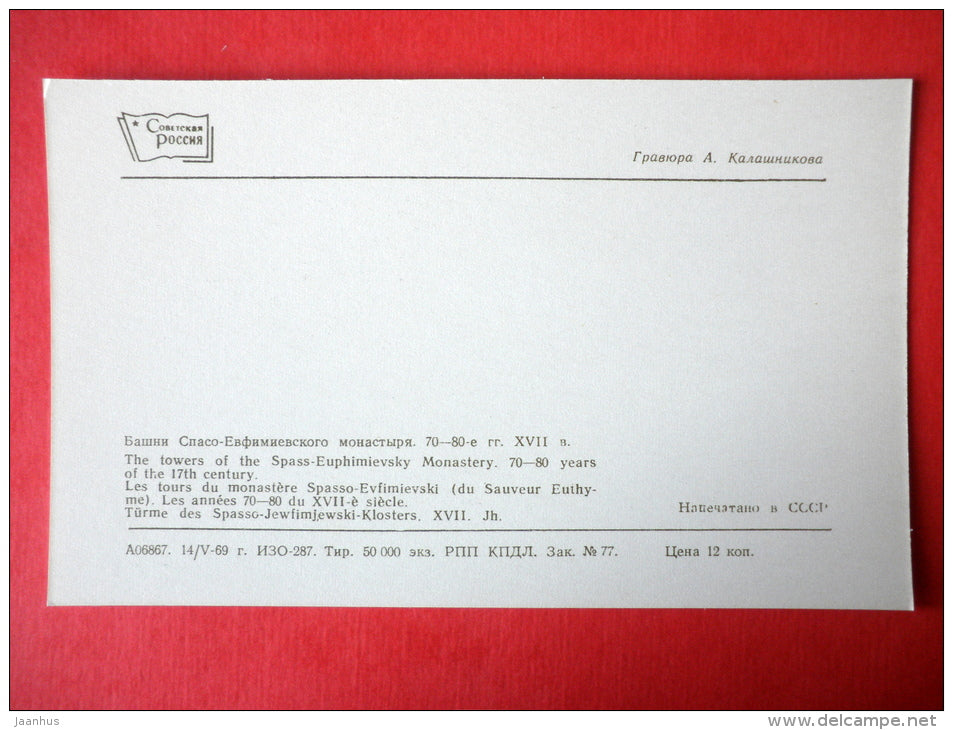 Советская
Россия
Гравюра А. Калашникова
Башни Спасо-Евфимиевского монастыря. 70—80-е гг. XVII в.
The towers of the Spass-Euphimievsky Monastery. 70—80 years
of the 17th century.
Les tours du monastère Spasso-Evfimievski (du Sauveur Euthy-
me). Les années 70—80 du XVII-è siècle.
Türme des Spasso-Jewfimjewski-Klosters. XVII. Jh.
Напечатано в СССР
А06867. 14/V-69 г. ИЗО-287. Тир. 50 000 экз. РПП КПДЛ. Зак. № 77. Цена 12 коп.
jaanhus
www.delcampe.net